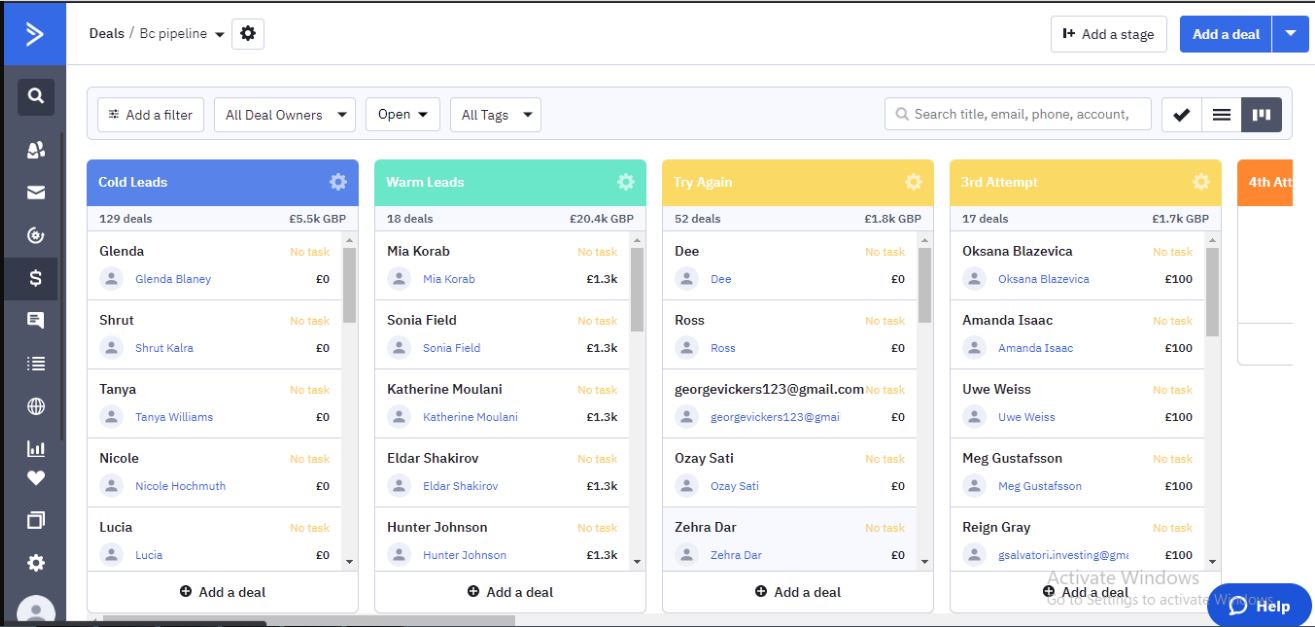 Deals / Bc pipeline
Add a stage
Add a deal
Add a filter
All Deal Owners
Open
All Tags
Search title, email, phone, account,
Cold Leads
129 deals £5.5k GBP
Glenda No task
Glenda Blaney £0
Shrut No task
Shrut Kalra £0
Tanya No task
Tanya Williams £0
Nicole No task
Nicole Hochmuth £0
Lucia No task
Lucia £0
Add a deal
Warm Leads
18 deals £20.4k GBP
Mia Korab No task
Mia Korab £1.3k
Sonia Field No task
Sonia Field £1.3k
Katherine Moulani No task
Katherine Moulani £1.3k
Eldar Shakirov No task
Eldar Shakirov £1.3k
Hunter Johnson No task
Hunter Johnson £1.3k
Add a deal
Try Again
52 deals £1.8k GBP
Dee No task
Dee £0
Ross No task
Ross £0
georgevickers123@gmail.com No task
georgevickers123@gmai £0
Ozay Sati No task
Ozay Sati £0
Zehra Dar No task
Zehra Dar £0
Add a deal
3rd Attempt
17 deals £1.7k GBP
Oksana Blazevica No task
Oksana Blazevica £100
Amanda Isaac No task
Amanda Isaac £100
Uwe Weiss No task
Uwe Weiss £100
Meg Gustafsson No task
Meg Gustafsson £100
Reign Gray No task
gsalvatori.investing@gma £100
Add a deal
4th Att
Activate Windows
Go to Settings to activate Windows.
Help